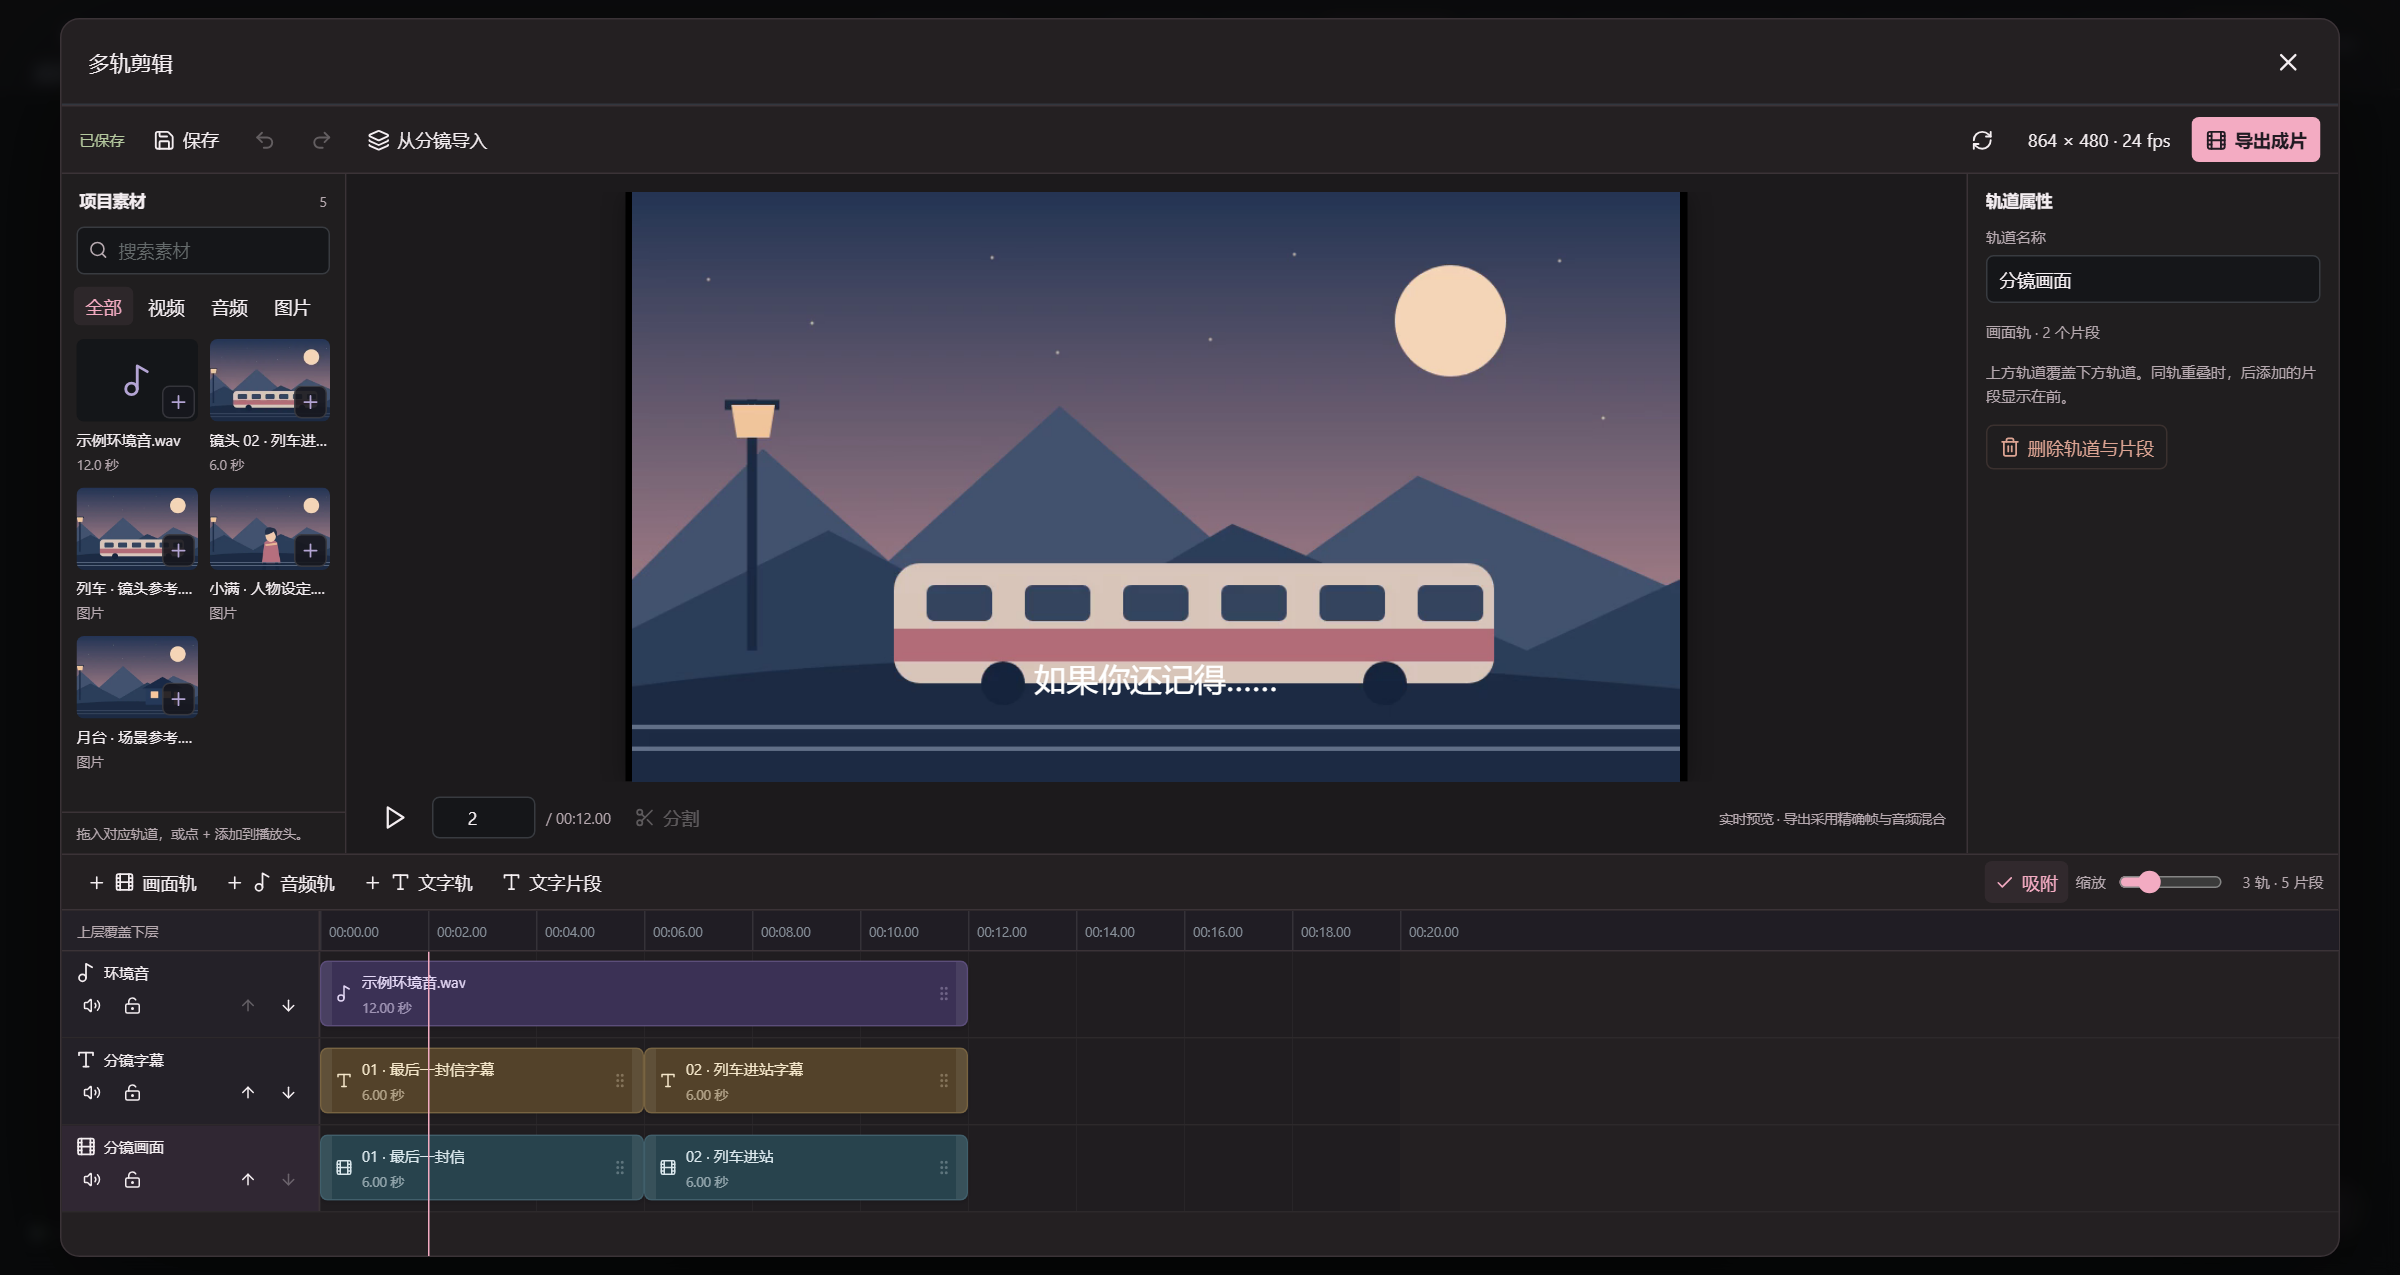 多轨剪辑
已保存 保存 从分镜导入 864 × 480 · 24 fps 导出成片
项目素材 5
搜索素材
全部 视频 音频 图片
示例环境音.wav 镜头 02 · 列车进...
12.0 秒 6.0 秒
列车 · 镜头参考.... 小满 · 人物设定....
图片 图片
月台 · 场景参考....
图片
拖入对应轨道，或点 + 添加到播放头。
如果你还记得......
2 / 00:12.00 分割 实时预览 · 导出采用精确帧与音频混合
轨道属性
轨道名称
分镜画面
画面轨 · 2 个片段
上方轨道覆盖下方轨道。同轨重叠时，后添加的片
段显示在前。
删除轨道与片段
+ 画面轨 + 音频轨 + T 文字轨 T 文字片段 吸附 缩放 3 轨 · 5 片段
上层覆盖下层 00:00.00 00:02.00 00:04.00 00:06.00 00:08.00 00:10.00 00:12.00 00:14.00 00:16.00 00:18.00 00:20.00
环境音
示例环境音.wav
12.00 秒
T 分镜字幕
T 01 · 最后一封信字幕
6.00 秒
T 02 · 列车进站字幕
6.00 秒
分镜画面
01 · 最后一封信
6.00 秒
02 · 列车进站
6.00 秒